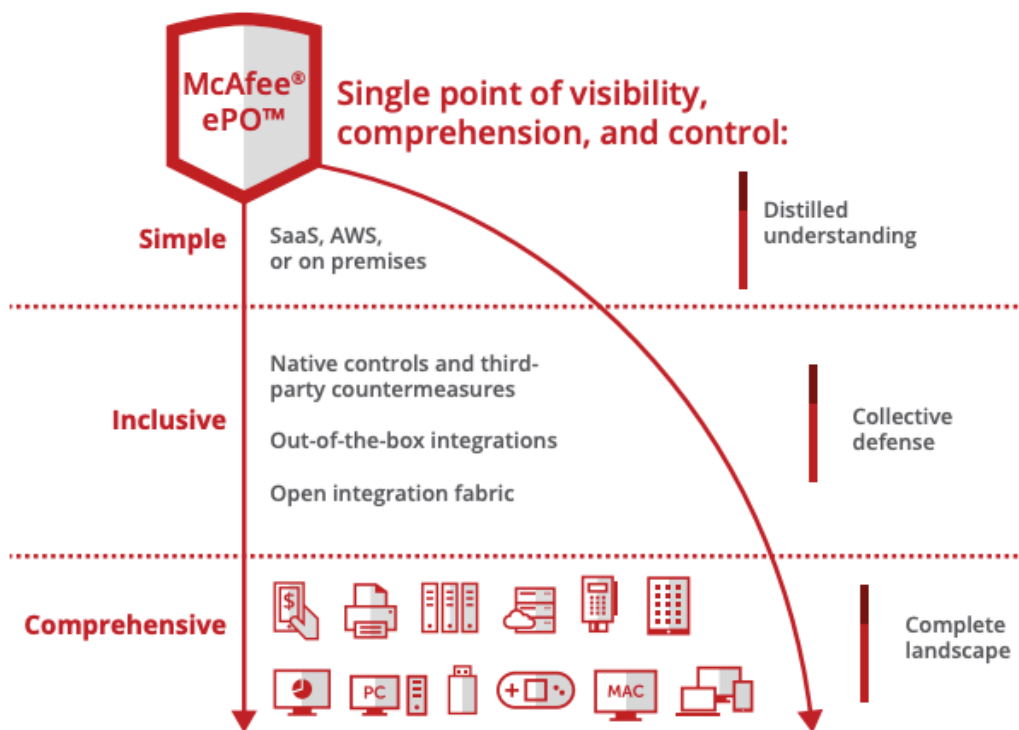 McAfee®
ePO™
Single point of visibility,
comprehension, and control:
Simple
SaaS, AWS,
or on premises
Distilled
understanding
Inclusive
Native controls and third-
party countermeasures
Out-of-the-box integrations
Open integration fabric
Collective
defense
Comprehensive
$
PC
MAC
Complete
landscape